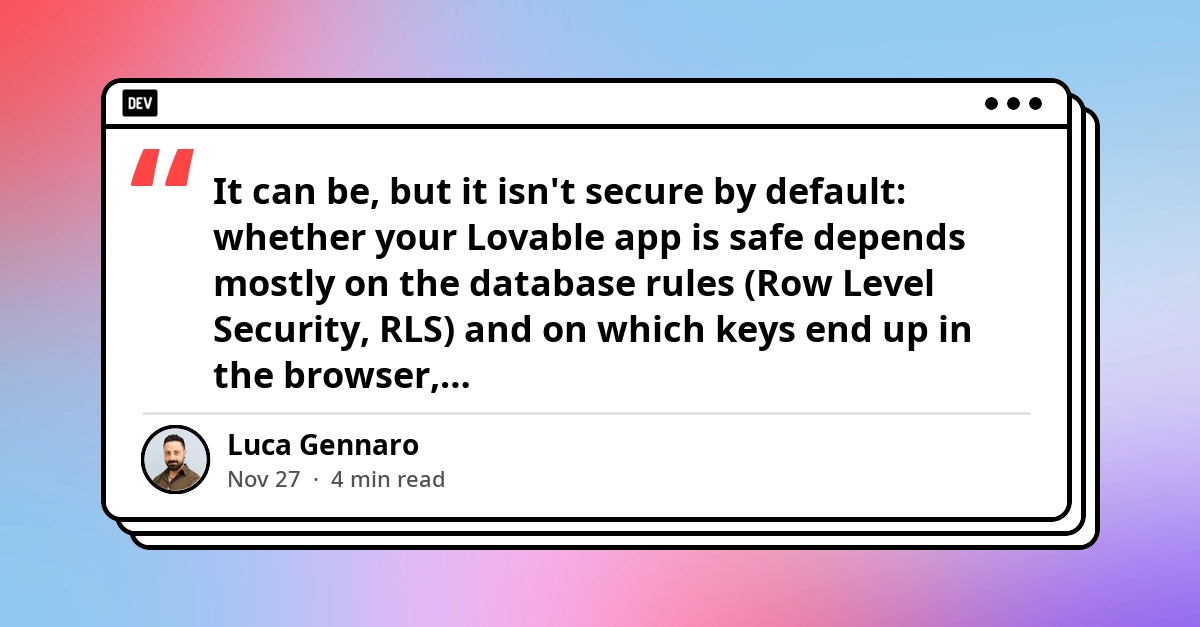 DEV
“
It can be, but it isn't secure by default:
whether your Lovable app is safe depends
mostly on the database rules (Row Level
Security, RLS) and on which keys end up in
the browser,...
Luca Gennaro
Nov 27 · 4 min read